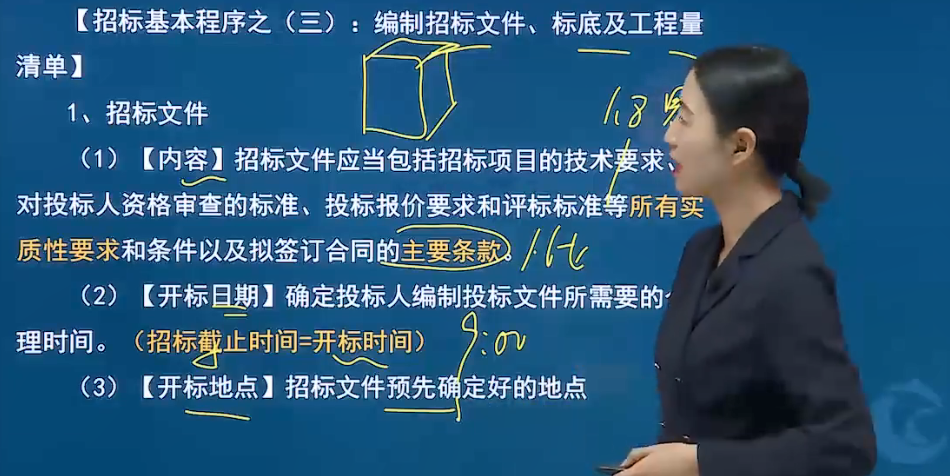 【招标基本程序之（三）：编制招标文件、标底及工程量
清单】
1、招标文件
1.8
（1）【内容】招标文件应当包括招标项目的技术要求、
对投标人资格审查的标准、投标报价要求和评标标准等所有实
质性要求和条件以及拟签订合同的主要条款。
（2）【开标日期】确定投标人编制投标文件所需要的
理时间。（招标截止时间=开标时间）
9:00
（3）【开标地点】招标文件预先确定好的地点